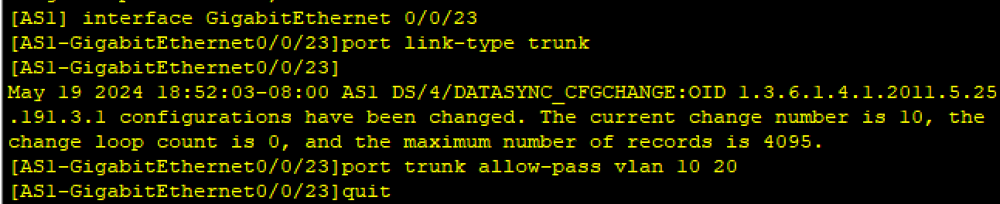 [AS1] interface GigabitEthernet 0/0/23
[AS1-GigabitEthernet0/0/23]port link-type trunk
[AS1-GigabitEthernet0/0/23]
May 19 2024 18:52:03-08:00 AS1 DS/4/DATASYNC_CFGCHANGE:OID 1.3.6.1.4.1.2011.5.25
.191.3.1 configurations have been changed. The current change number is 10, the
change loop count is 0, and the maximum number of records is 4095.
[AS1-GigabitEthernet0/0/23]port trunk allow-pass vlan 10 20
[AS1-GigabitEthernet0/0/23]quit